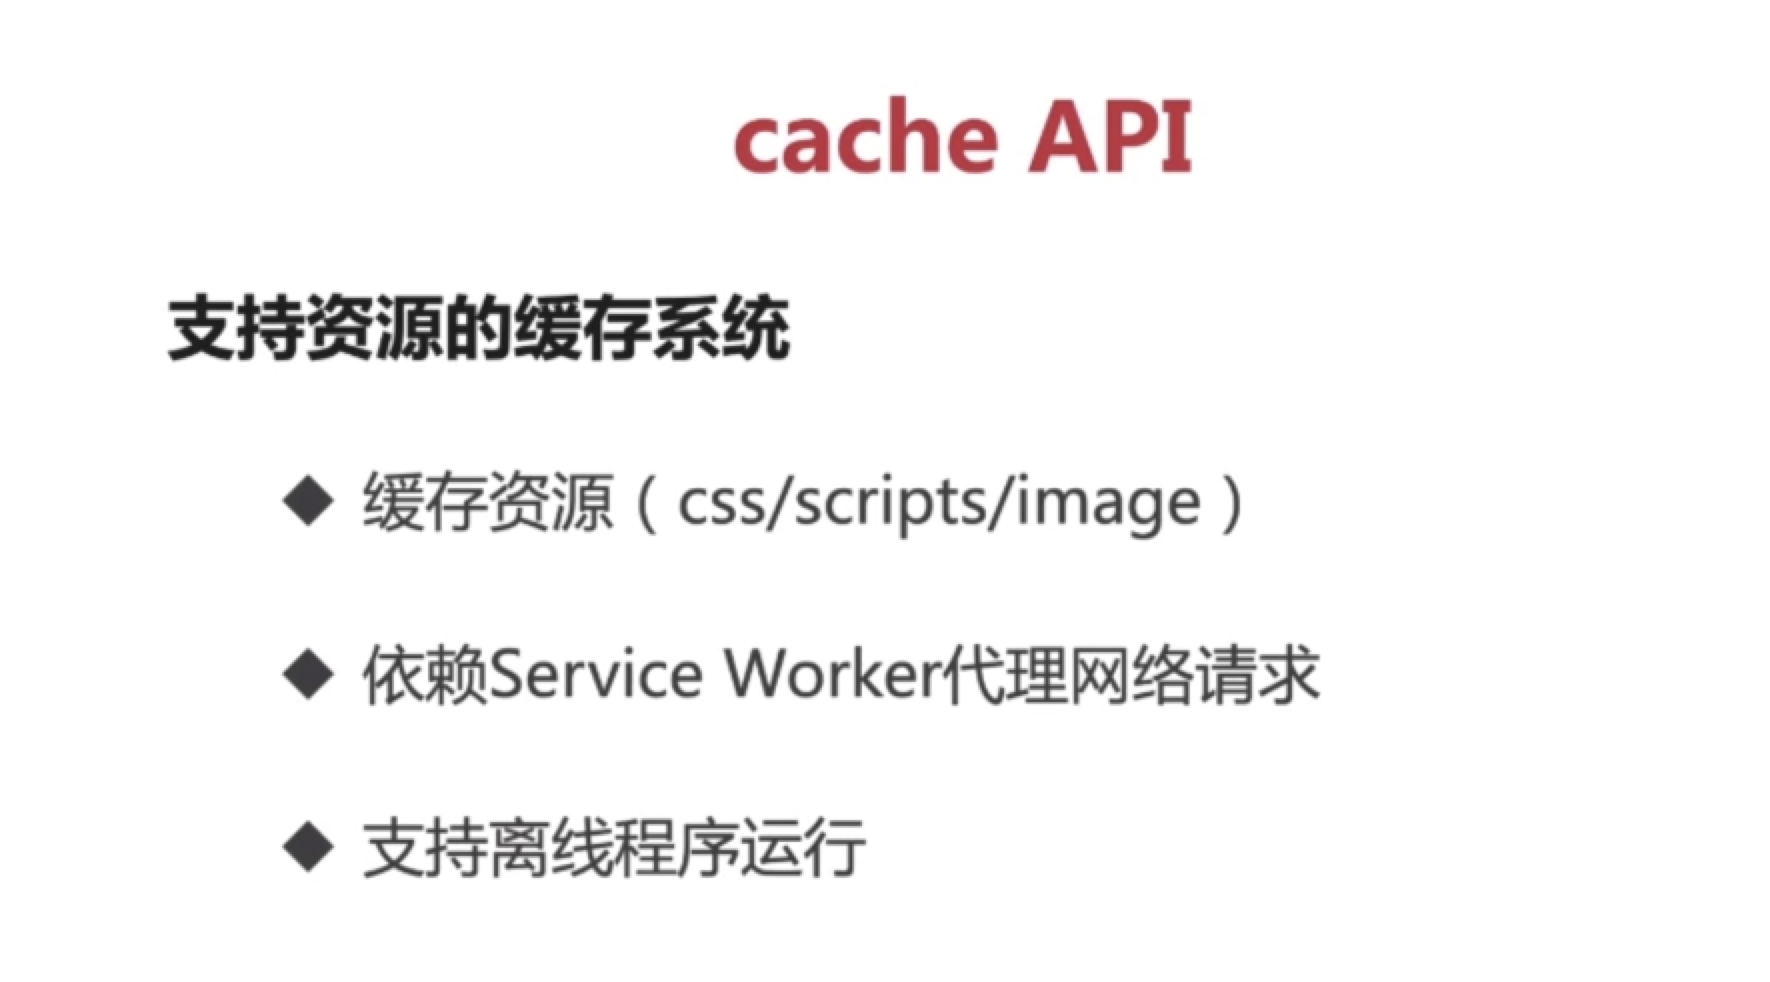 cache API
支持资源的缓存系统
◆ 缓存资源（css/scripts/image）
◆ 依赖Service Worker代理网络请求
◆ 支持离线程序运行